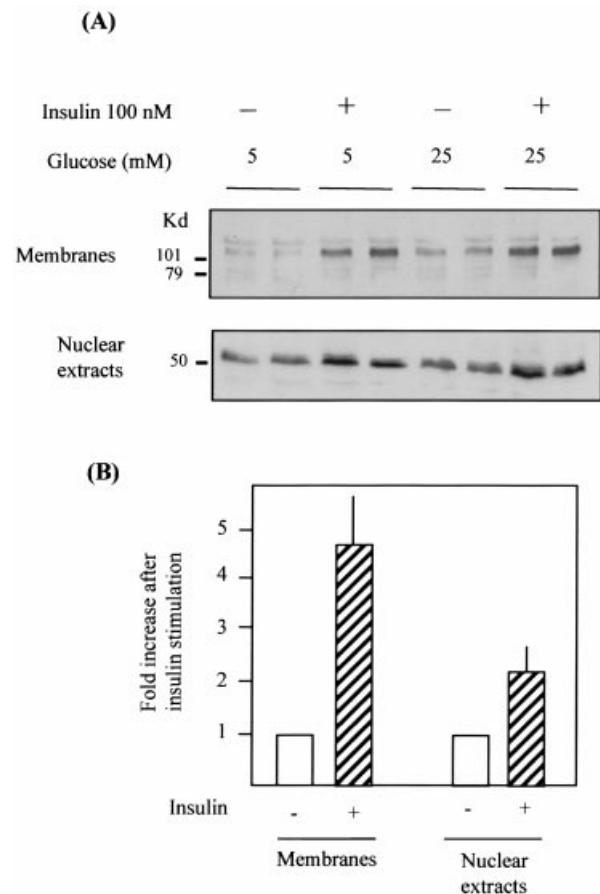 (A)
Insulin 100 nM – + – +
Glucose (mM) 5 5 25 25
Kd
Membranes
101
79
Nuclear
extracts
50
(B)
Fold increase after
insulin stimulation
5
4
3
2
1
Insulin - + - +
Membranes Nuclear
extracts